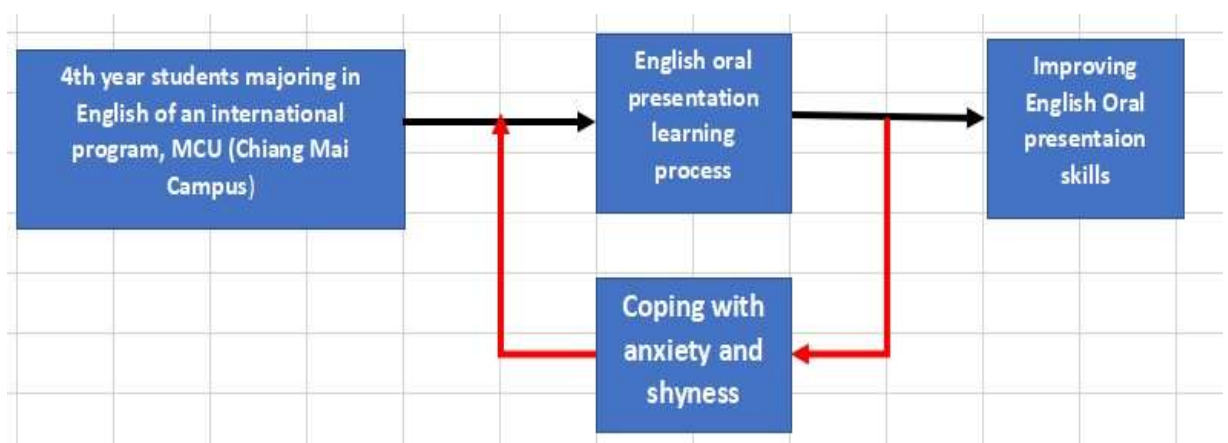 4th year students majoring in
English of an international
program, MCU (Chiang Mai
Campus)
English oral
presentation
learning
process
Improving
English Oral
presentaion
skills
Coping with
anxiety and
shyness